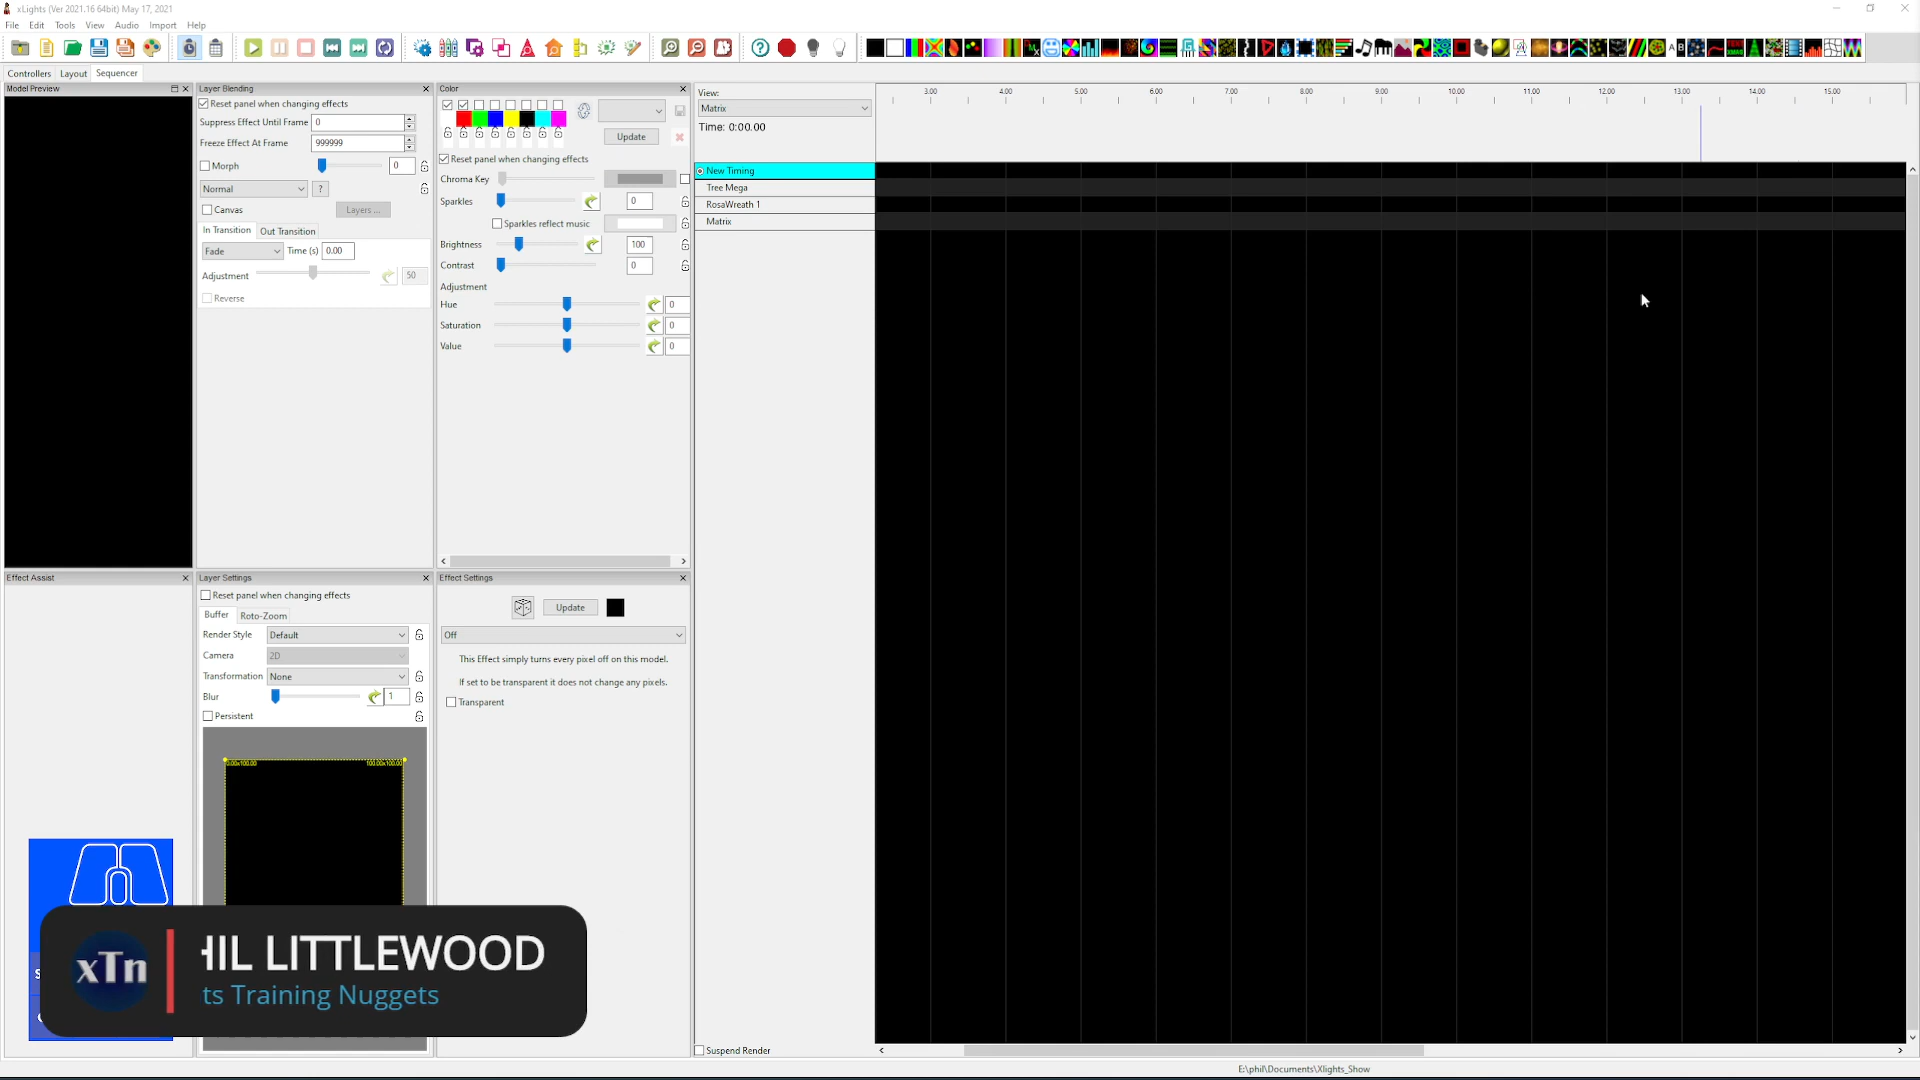 xLights (Ver 2021.16 64bit) May 17, 2021
File Edit Tools View Audio Import Help
Controllers Layout Sequencer
Model Preview
Layer Blending
Reset panel when changing effects
Suppress Effect Until Frame 0
Freeze Effect At Frame 999999
Morph 0
Normal ?
Canvas Layers ...
In Transition Out Transition
Fade Time (s) 0.00
Adjustment 50
Reverse
Color
Update
Reset panel when changing effects
Chroma Key
Sparkles 0
Sparkles reflect music
Brightness 100
Contrast 0
Adjustment
Hue 0
Saturation 0
Value 0
View:
Matrix
Time: 0:00.00
3.00 4.00 5.00 6.00 7.00 8.00 9.00 10.00 11.00 12.00 13.00 14.00 15.00
New Timing
Tree Mega
RosaWreath 1
Matrix
Effect Assist
Layer Settings
Reset panel when changing effects
Buffer Roto-Zoom
Render Style Default
Camera 2D
Transformation None
Blur 1
Persistent
0.00x100.00 100.00x100.00
Effect Settings
Update
Off
This Effect simply turns every pixel off on this model.
If set to be transparent it does not change any pixels.
Transparent
xTn
HIL LITTLEWOOD
ts Training Nuggets
Suspend Render
E:\phil\Documents\Xlights_Show